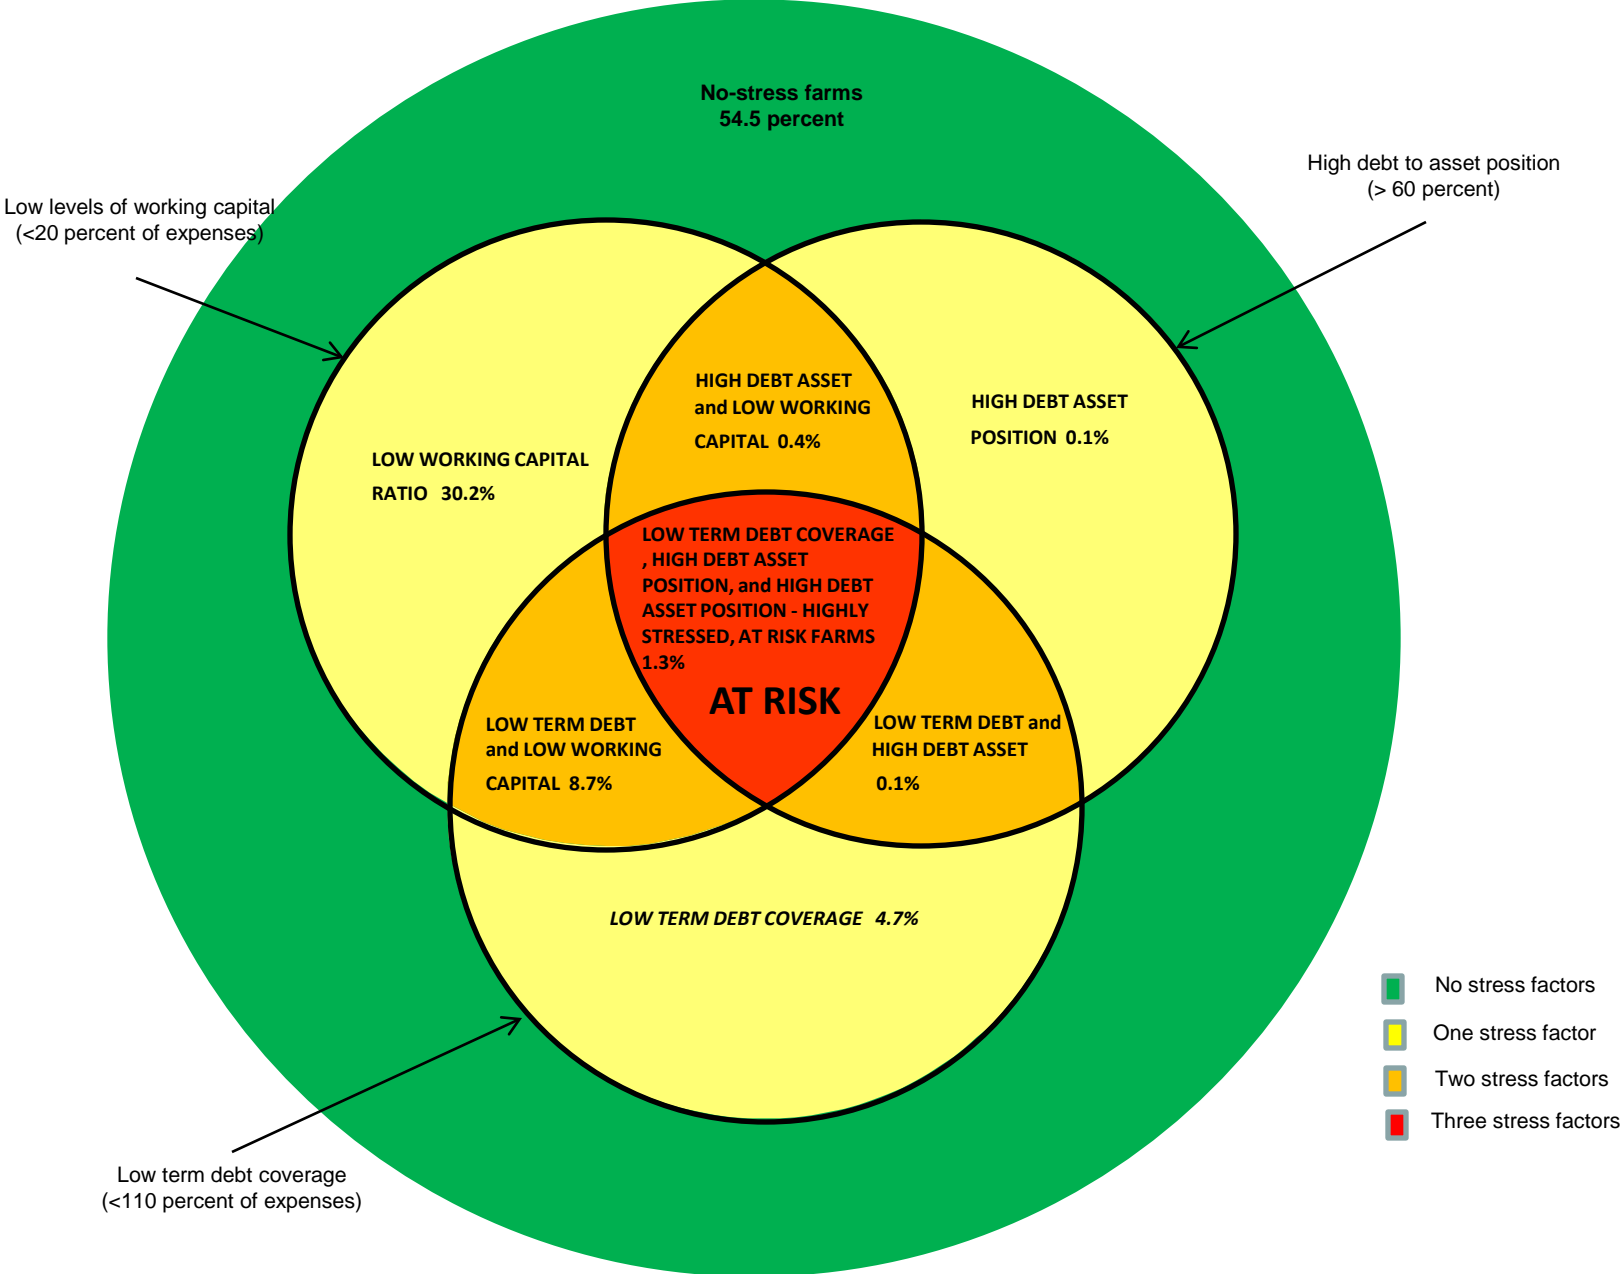 No-stress farms
54.5 percent
High debt to asset position
(> 60 percent)
Low levels of working capital
(<20 percent of expenses)
HIGH DEBT ASSET
and LOW WORKING
CAPITAL 0.4%
HIGH DEBT ASSET
POSITION 0.1%
LOW WORKING CAPITAL
RATIO 30.2%
LOW TERM DEBT COVERAGE
, HIGH DEBT ASSET
POSITION, and HIGH DEBT
ASSET POSITION - HIGHLY
STRESSED, AT RISK FARMS
1.3%
AT RISK
LOW TERM DEBT
and LOW WORKING
CAPITAL 8.7%
LOW TERM DEBT and
HIGH DEBT ASSET
0.1%
LOW TERM DEBT COVERAGE 4.7%
No stress factors
One stress factor
Two stress factors
Three stress factors
Low term debt coverage
(<110 percent of expenses)